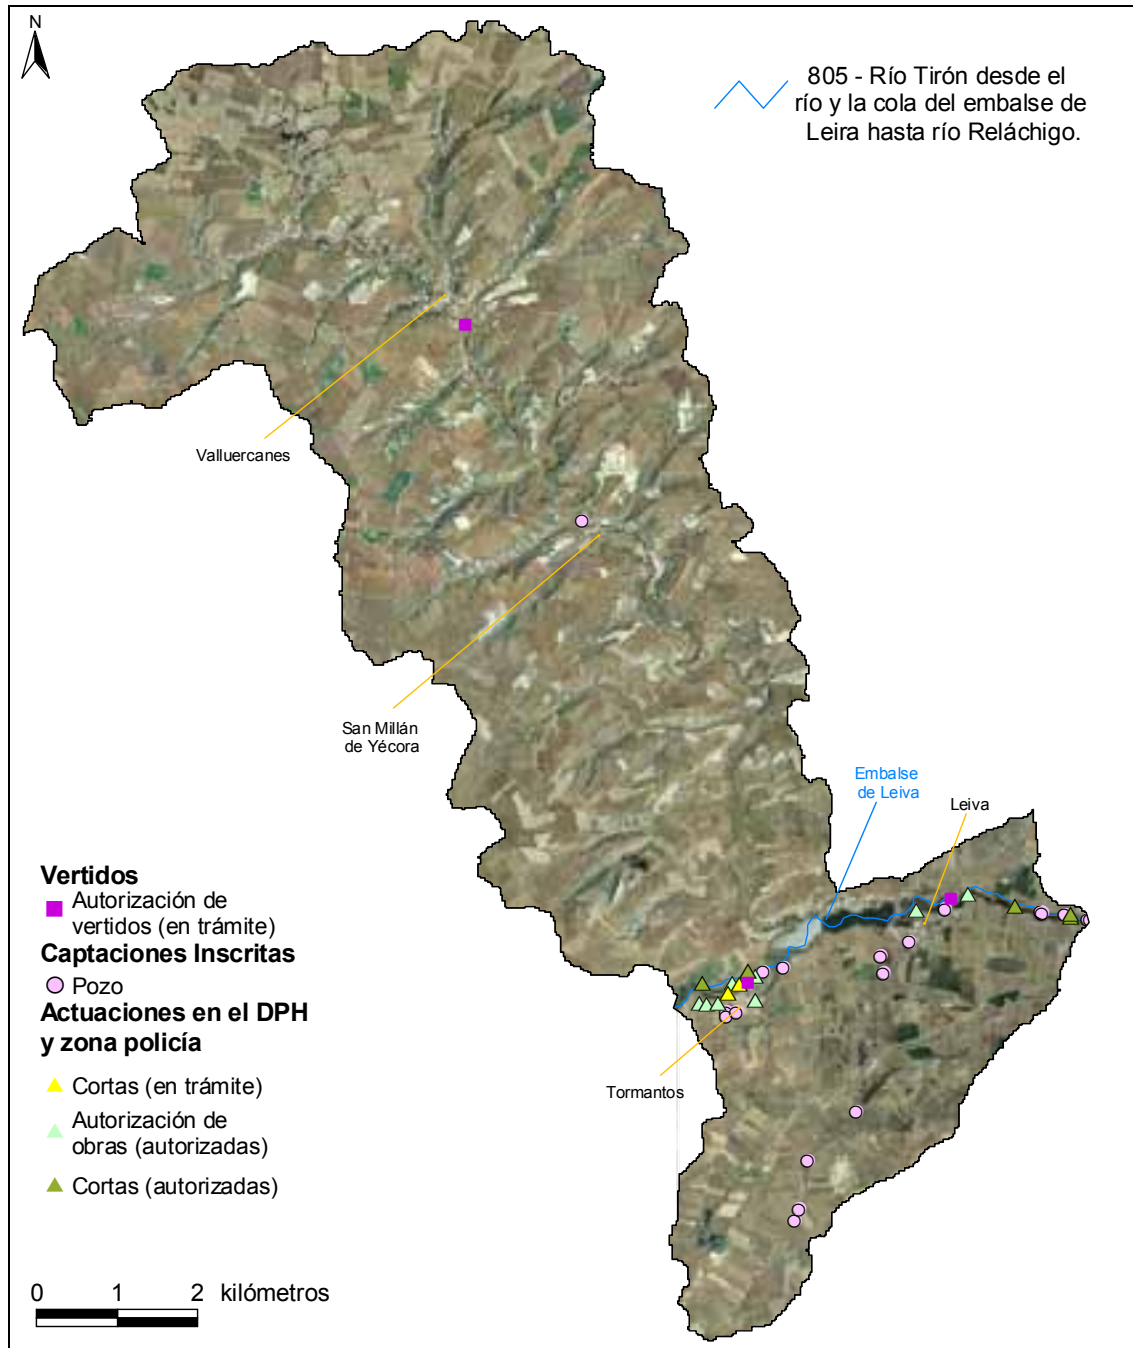 N
805 - Río Tirón desde el
río y la cola del embalse de
Leira hasta río Reláchigo.
Valluercanes
San Millán
de Yécora
Embalse
de Leiva
Leiva
Tormantos
Vertidos
Autorización de
vertidos (en trámite)
Captaciones Inscritas
Pozo
Actuaciones en el DPH
y zona policía
Cortas (en trámite)
Autorización de
obras (autorizadas)
Cortas (autorizadas)
0 1 2 kilómetros